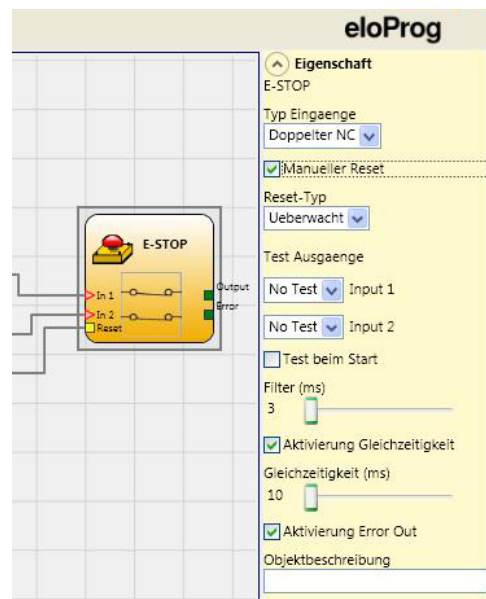 eloProg
Eigenschaft
E-STOP
Typ Eingaenge
Doppelter NC
Manueller Reset
Reset-Typ
Ueberwacht
Test Ausgaenge
No Test Input 1
No Test Input 2
Test beim Start
Filter (ms)
3
Aktivierung Gleichzeitigkeit
Gleichzeitigkeit (ms)
10
Aktivierung Error Out
Objektbeschreibung
E-STOP
In 1
In 2
Reset
Output
Error